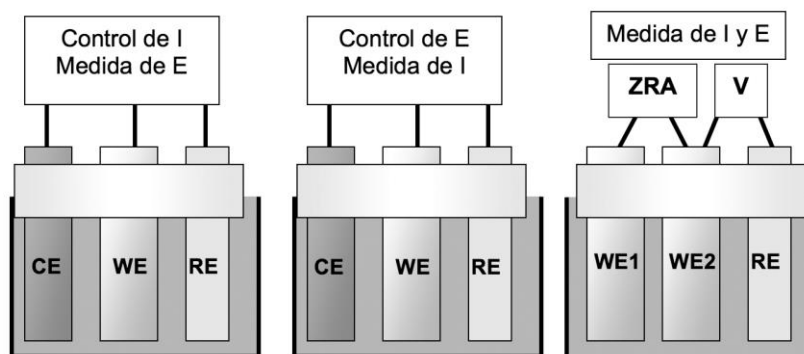 Control de I
Medida de E
CE
WE
RE
Control de E
Medida de I
CE
WE
RE
Medida de I y E
ZRA
V
WE1
WE2
RE